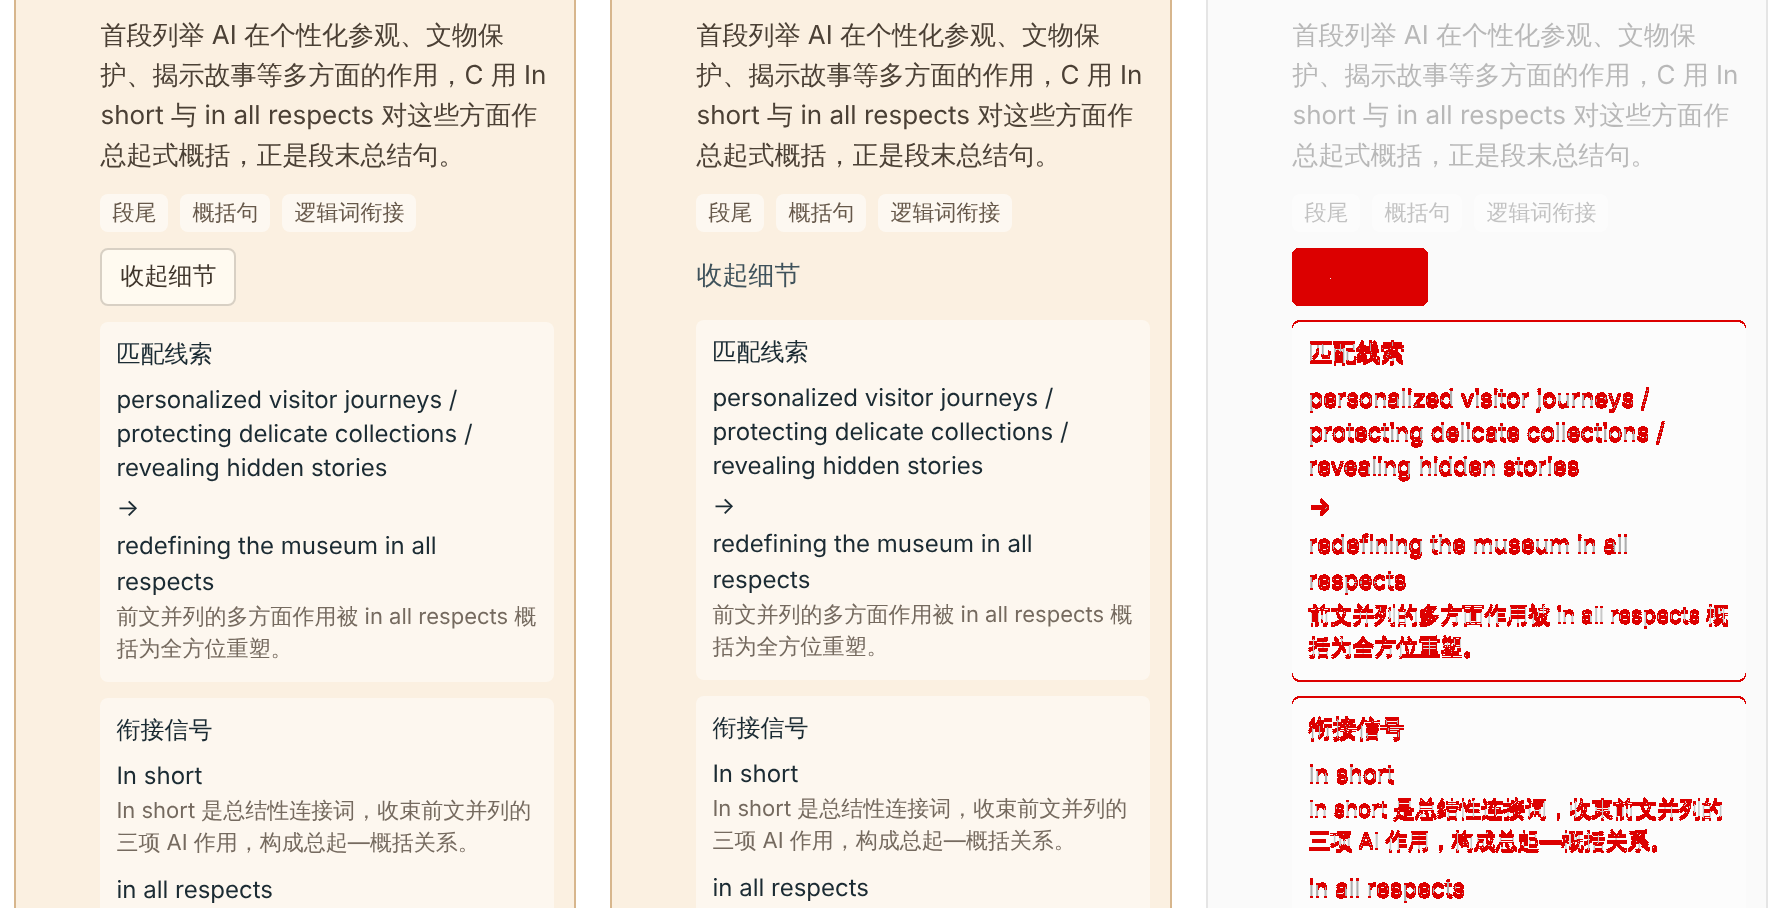 首段列举 AI 在个性化参观、文物保
护、揭示故事等多方面的作用，C 用 In
short 与 in all respects 对这些方面作
总起式概括，正是段末总结句。
段尾 概括句 逻辑词衔接
收起细节
匹配线索
personalized visitor journeys /
protecting delicate collections /
revealing hidden stories
→
redefining the museum in all
respects
前文并列的多方面作用被 in all respects 概
括为全方位重塑。
衔接信号
In short
In short 是总结性连接词，收束前文并列的
三项 AI 作用，构成总起—概括关系。
in all respects
首段列举 AI 在个性化参观、文物保
护、揭示故事等多方面的作用，C 用 In
short 与 in all respects 对这些方面作
总起式概括，正是段末总结句。
段尾 概括句 逻辑词衔接
收起细节
匹配线索
personalized visitor journeys /
protecting delicate collections /
revealing hidden stories
→
redefining the museum in all
respects
前文并列的多方面作用被 in all respects 概
括为全方位重塑。
衔接信号
In short
In short 是总结性连接词，收束前文并列的
三项 AI 作用，构成总起—概括关系。
in all respects
首段列举 AI 在个性化参观、文物保
护、揭示故事等多方面的作用，C 用 In
short 与 in all respects 对这些方面作
总起式概括，正是段末总结句。
段尾 概括句 逻辑词衔接
匹配线索
personalized visitor journeys /
protecting delicate collections /
revealing hidden stories
→
redefining the museum in all
respects
前文并列的多方面作用被 in all respects 概
括为全方位重塑。
衔接信号
In short
In short 是总结性连接词，收束前文并列的
三项 AI 作用，构成总起—概括关系。
in all respects